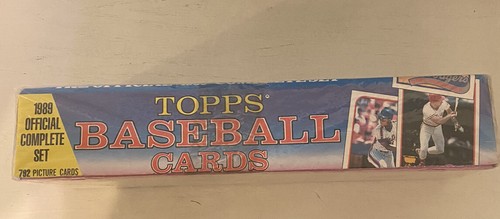 1989
OFFICIAL
COMPLETE
SET
792 PICTURE CARDS
TOPPS®
BASEBALL
CARDS